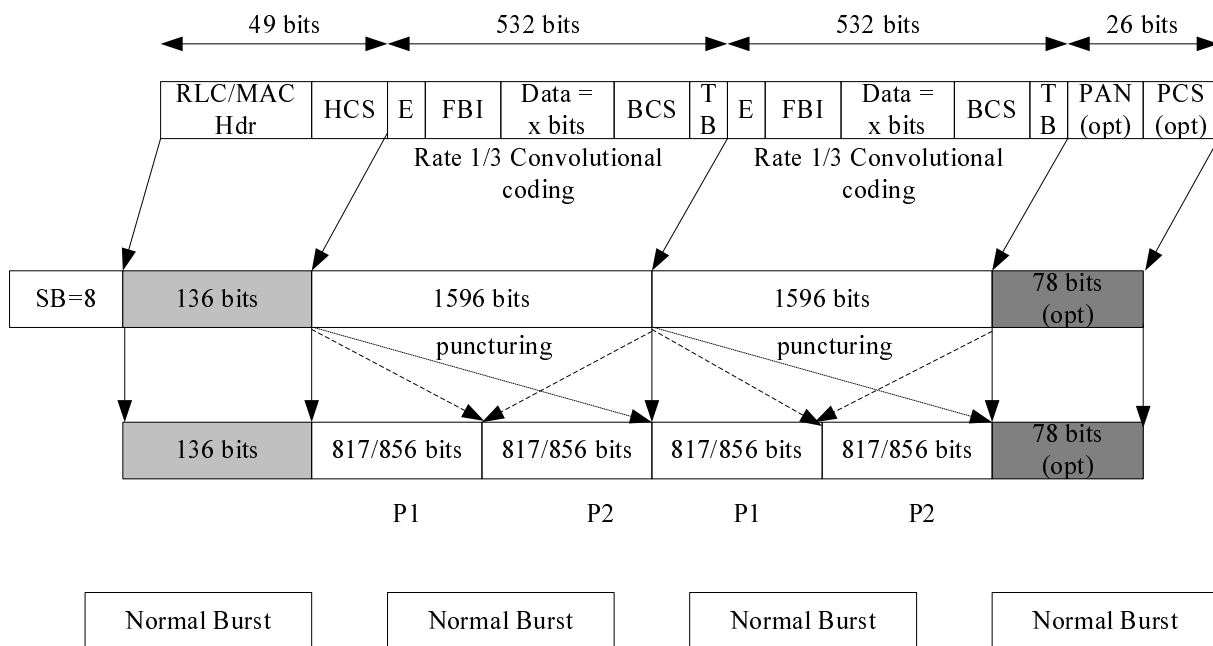 49 bits
532 bits
532 bits
26 bits
RLC/MAC
Hdr
HCS
E
FBI
Data =
x bits
BCS
T
B
E
FBI
Data =
x bits
BCS
T
B
PAN
(opt)
PCS
(opt)
Rate 1/3 Convolutional
coding
Rate 1/3 Convolutional
coding
SB=8
136 bits
1596 bits
1596 bits
78 bits
(opt)
puncturing
puncturing
136 bits
817/856 bits
817/856 bits
817/856 bits
817/856 bits
78 bits
(opt)
P1
P2
P1
P2
Normal Burst
Normal Burst
Normal Burst
Normal Burst